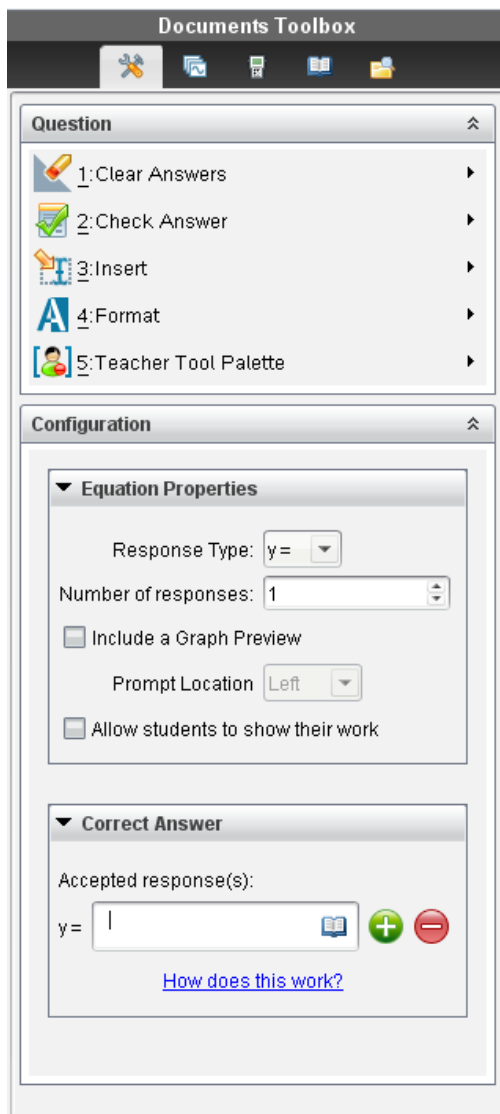 Documents Toolbox
Question
1:Clear Answers
2:Check Answer
3:Insert
4:Format
5:Teacher Tool Palette
Configuration
Equation Properties
Response Type: y=
Number of responses: 1
Include a Graph Preview
Prompt Location Left
Allow students to show their work
Correct Answer
Accepted response(s):
y=
How does this work?